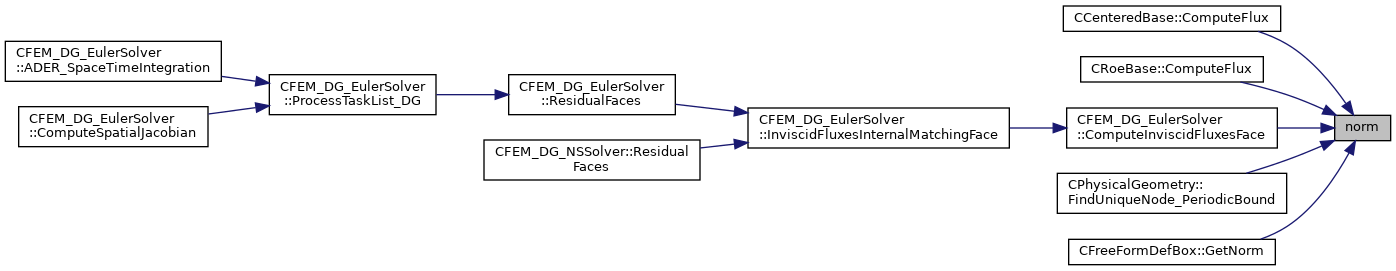 CFEM_DG_EulerSolver
::ADER_SpaceTimeIntegration
CFEM_DG_EulerSolver
::ComputeSpatialJacobian
CFEM_DG_EulerSolver
::ProcessTaskList_DG
CFEM_DG_EulerSolver
::ResidualFaces
CFEM_DG_NSSolver::Residual
Faces
CFEM_DG_EulerSolver
::InviscidFluxesInternalMatchingFace
CCenteredBase::ComputeFlux
CRoeBase::ComputeFlux
CFEM_DG_EulerSolver
::ComputeInviscidFluxesFace
CPhysicalGeometry::
FindUniqueNode_PeriodicBound
CFreeFormDefBox::GetNorm
norm